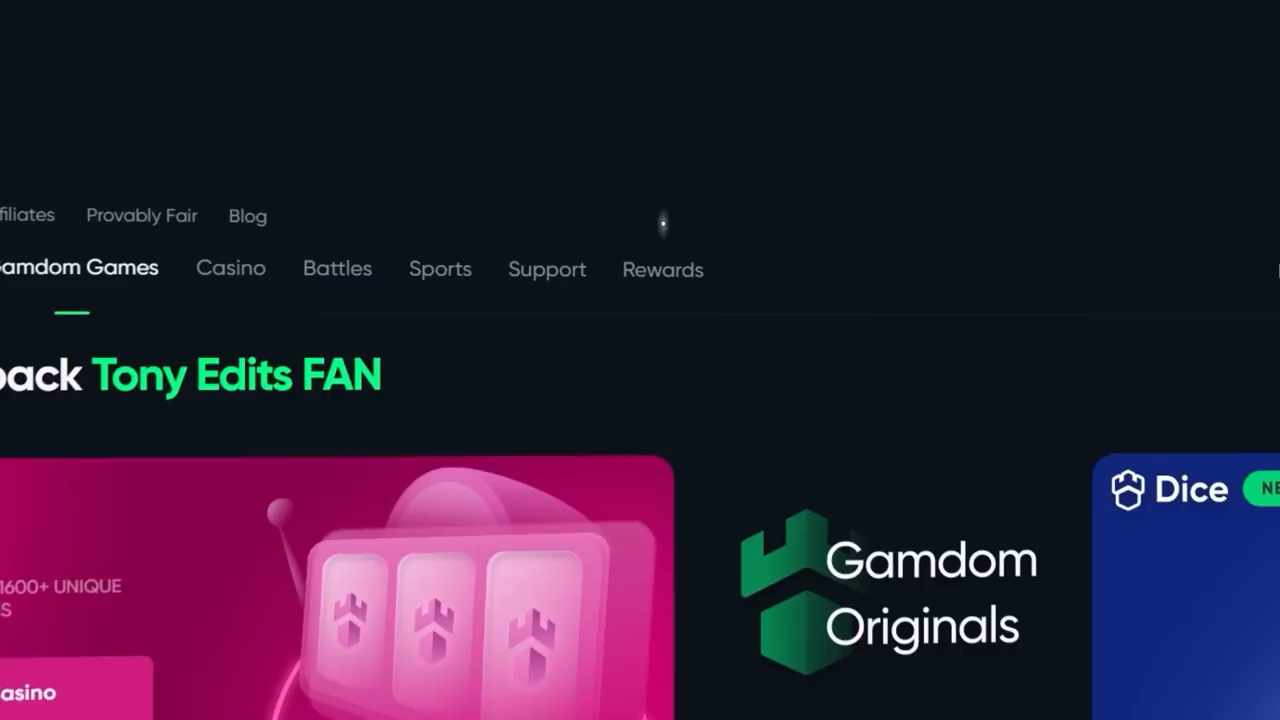 filiates Provably Fair Blog
Gamdom Games Casino Battles Sports Support Rewards
back Tony Edits FAN
Dice NE
Gamdom
Originals
1600+ UNIQUE
S
asino